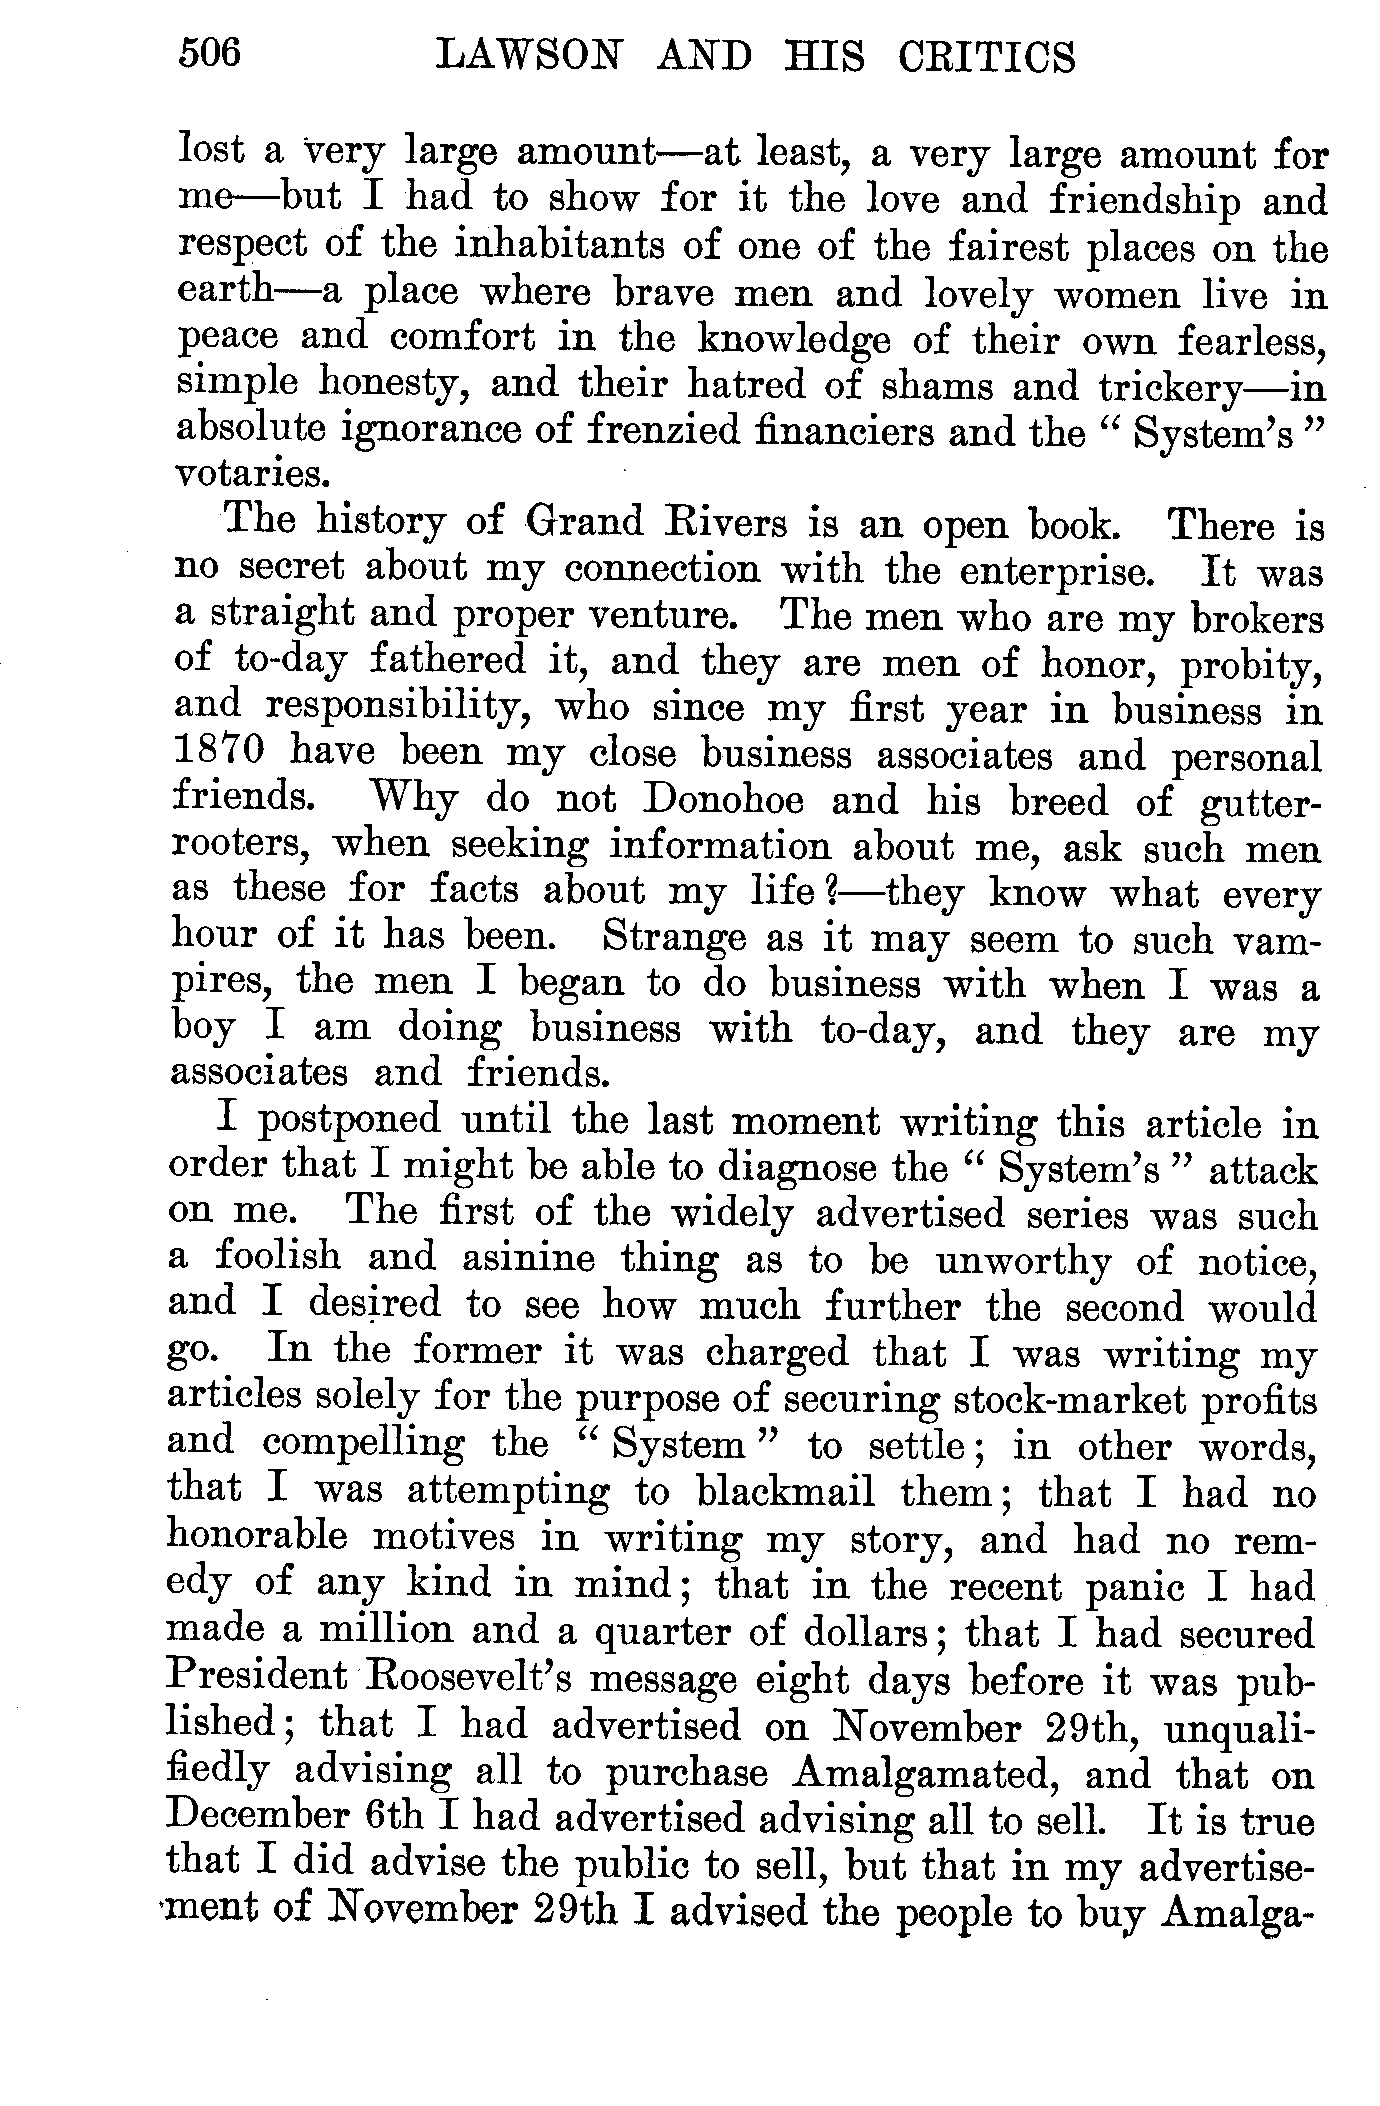 506 LAWSON AND HIS CRITICS
lost a very large amount—at least, a very large amount for
me—but I had to show for it the love and friendship and
respect of the inhabitants of one of the fairest places on the
earth—a place where brave men and lovely women live in
peace and comfort in the knowledge of their own fearless,
simple honesty, and their hatred of shams and trickery—in
absolute ignorance of frenzied financiers and the “ System’s ”
votaries.
The history of Grand Rivers is an open book. There is
no secret about my connection with the enterprise. It was
a straight and proper venture. The men who are my brokers
of to-day fathered it, and they are men of honor, probity,
and responsibility, who since my first year in business in
1870 have been my close business associates and personal
friends. Why do not Donohoe and his breed of gutter-
rooters, when seeking information about me, ask such men
as these for facts about my life ?—they know what every
hour of it has been. Strange as it may seem to such vam-
pires, the men I began to do business with when I was a
boy I am doing business with to-day, and they are my
associates and friends.
I postponed until the last moment writing this article in
order that I might be able to diagnose the “ System’s ” attack
on me. The first of the widely advertised series was such
a foolish and asinine thing as to be unworthy of notice,
and I desired to see how much further the second would
go. In the former it was charged that I was writing my
articles solely for the purpose of securing stock-market profits
and compelling the “ System ” to settle ; in other words,
that I was attempting to blackmail them ; that I had no
honorable motives in writing my story, and had no rem-
edy of any kind in mind ; that in the recent panic I had
made a million and a quarter of dollars ; that I had secured
President Roosevelt’s message eight days before it was pub-
lished ; that I had advertised on November 29th, unquali-
fiedly advising all to purchase Amalgamated, and that on
December 6th I had advertised advising all to sell. It is true
that I did advise the public to sell, but that in my advertise-
ment of November 29th I advised the people to buy Amalga-